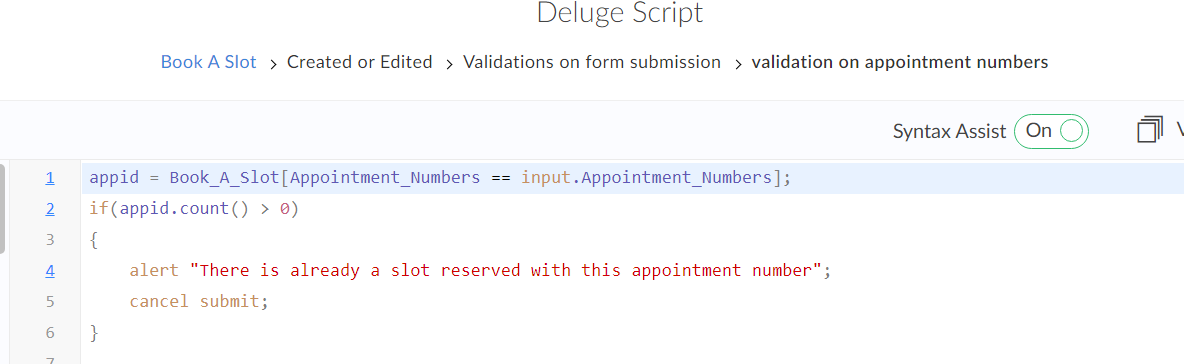 Deluge Script
Book A Slot > Created or Edited > Validations on form submission > validation on appointment numbers
Syntax Assist On
1 appid = Book_A_Slot[Appointment_Numbers == input.Appointment_Numbers];
2 if(appid.count() > 0)
3 {
4 alert "There is already a slot reserved with this appointment number";
5 cancel submit;
6 }
7